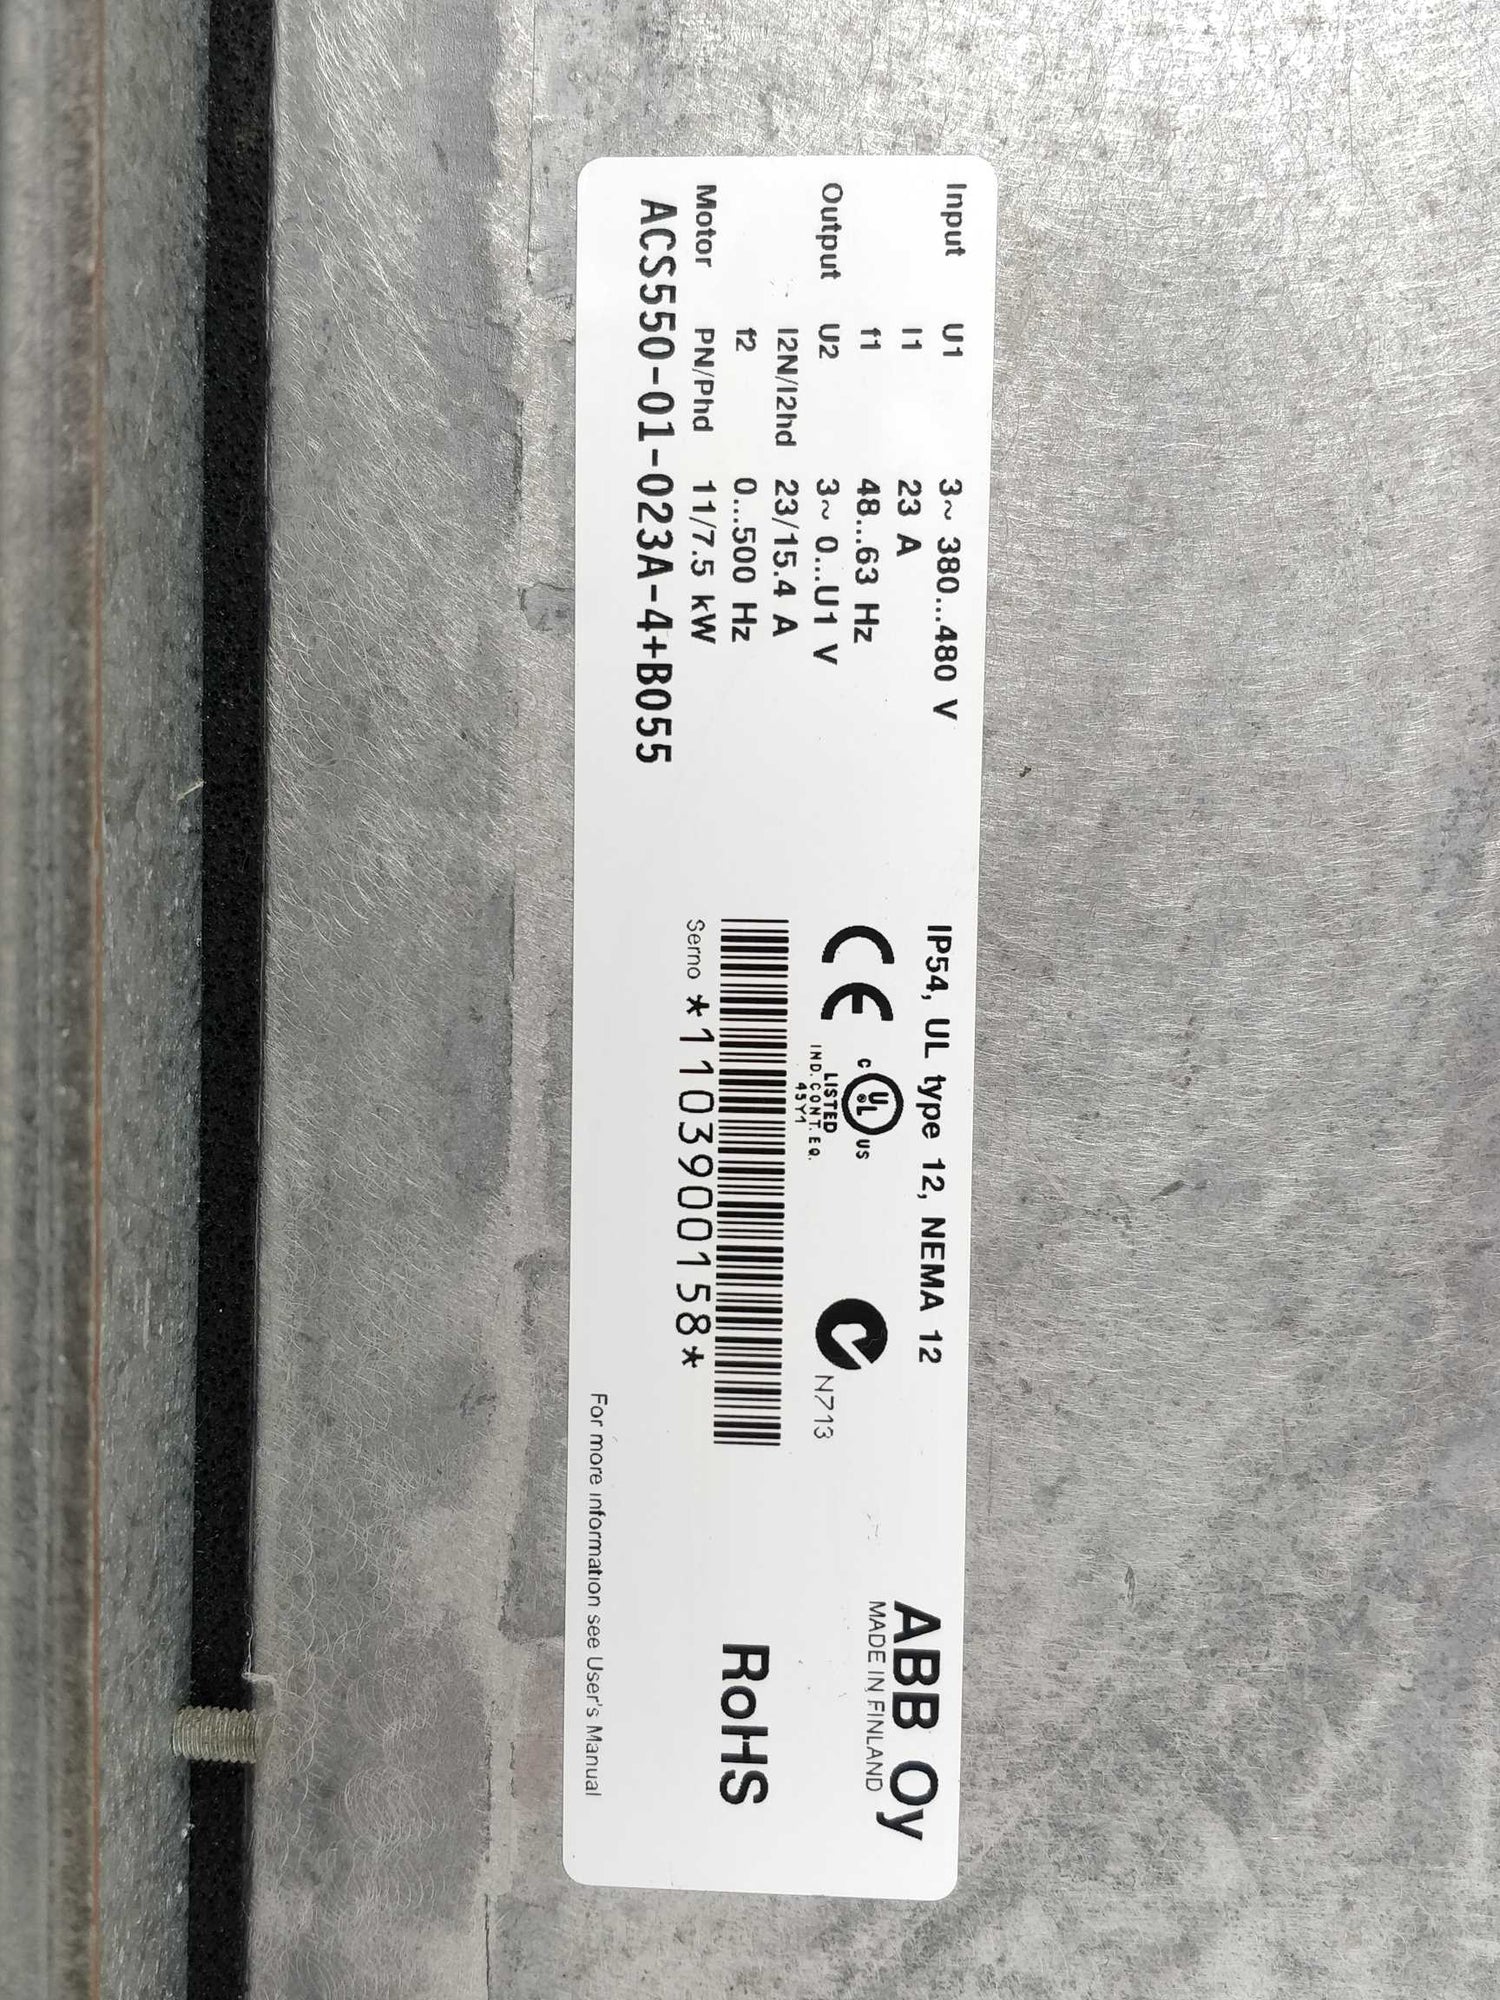 Input U1 3~ 380...480 V
I1 23 A
f1 48...63 Hz
Output U2 3~ 0...U1 V
I2N/I2hd 23/15.4 A
f2 0...500 Hz
Motor PN/Phd 11/7.5 kW
ACS550-01-023A-4+B055
IP54, UL type 12, NEMA 12
CE
C UL ® US
LISTED
IND. CONT. EQ.
45Y1
N713
Serno *1103900158*
ABB Oy
MADE IN FINLAND
RoHS
For more information see User's Manual